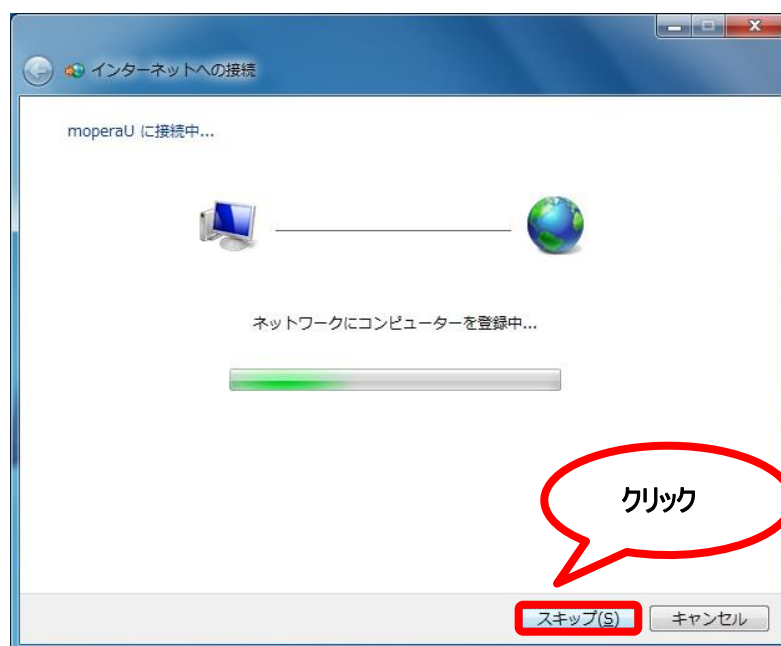 インターネットへの接続
moperaU に接続中...
ネットワークにコンピューターを登録中...
クリック
スキップ(S)
キャンセル